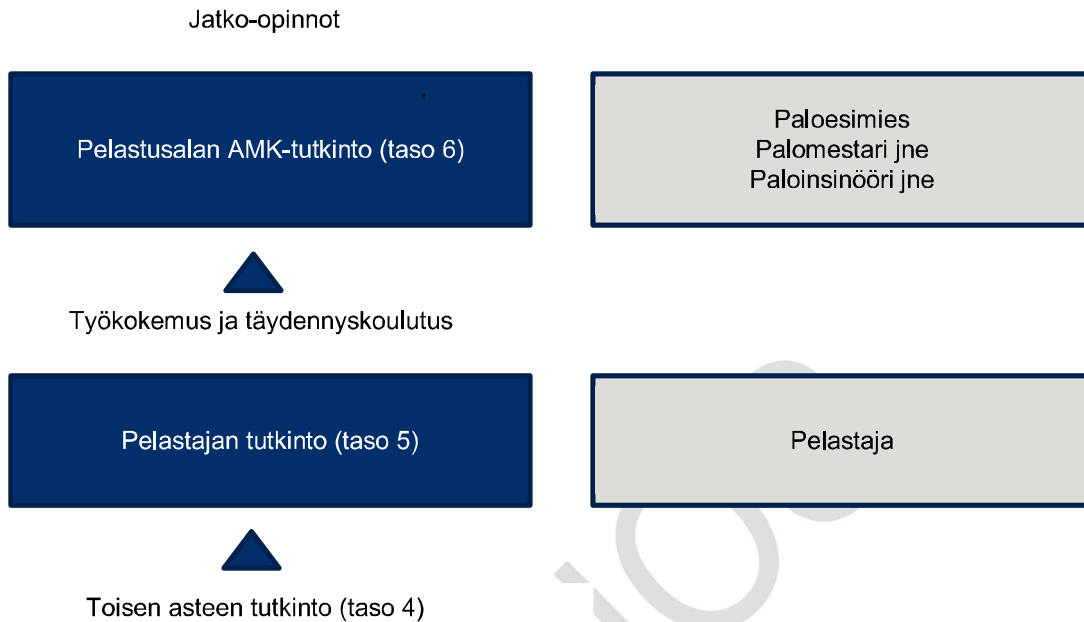 Jatko-opinnot
Pelastusalan AMK-tutkinto (taso 6)
Paloesimies
Palomestari jne
Paloinsinööri jne
Työkokemus ja täydennyskoulutus
Pelastajan tutkinto (taso 5)
Pelastaja
Toisen asteen tutkinto (taso 4)